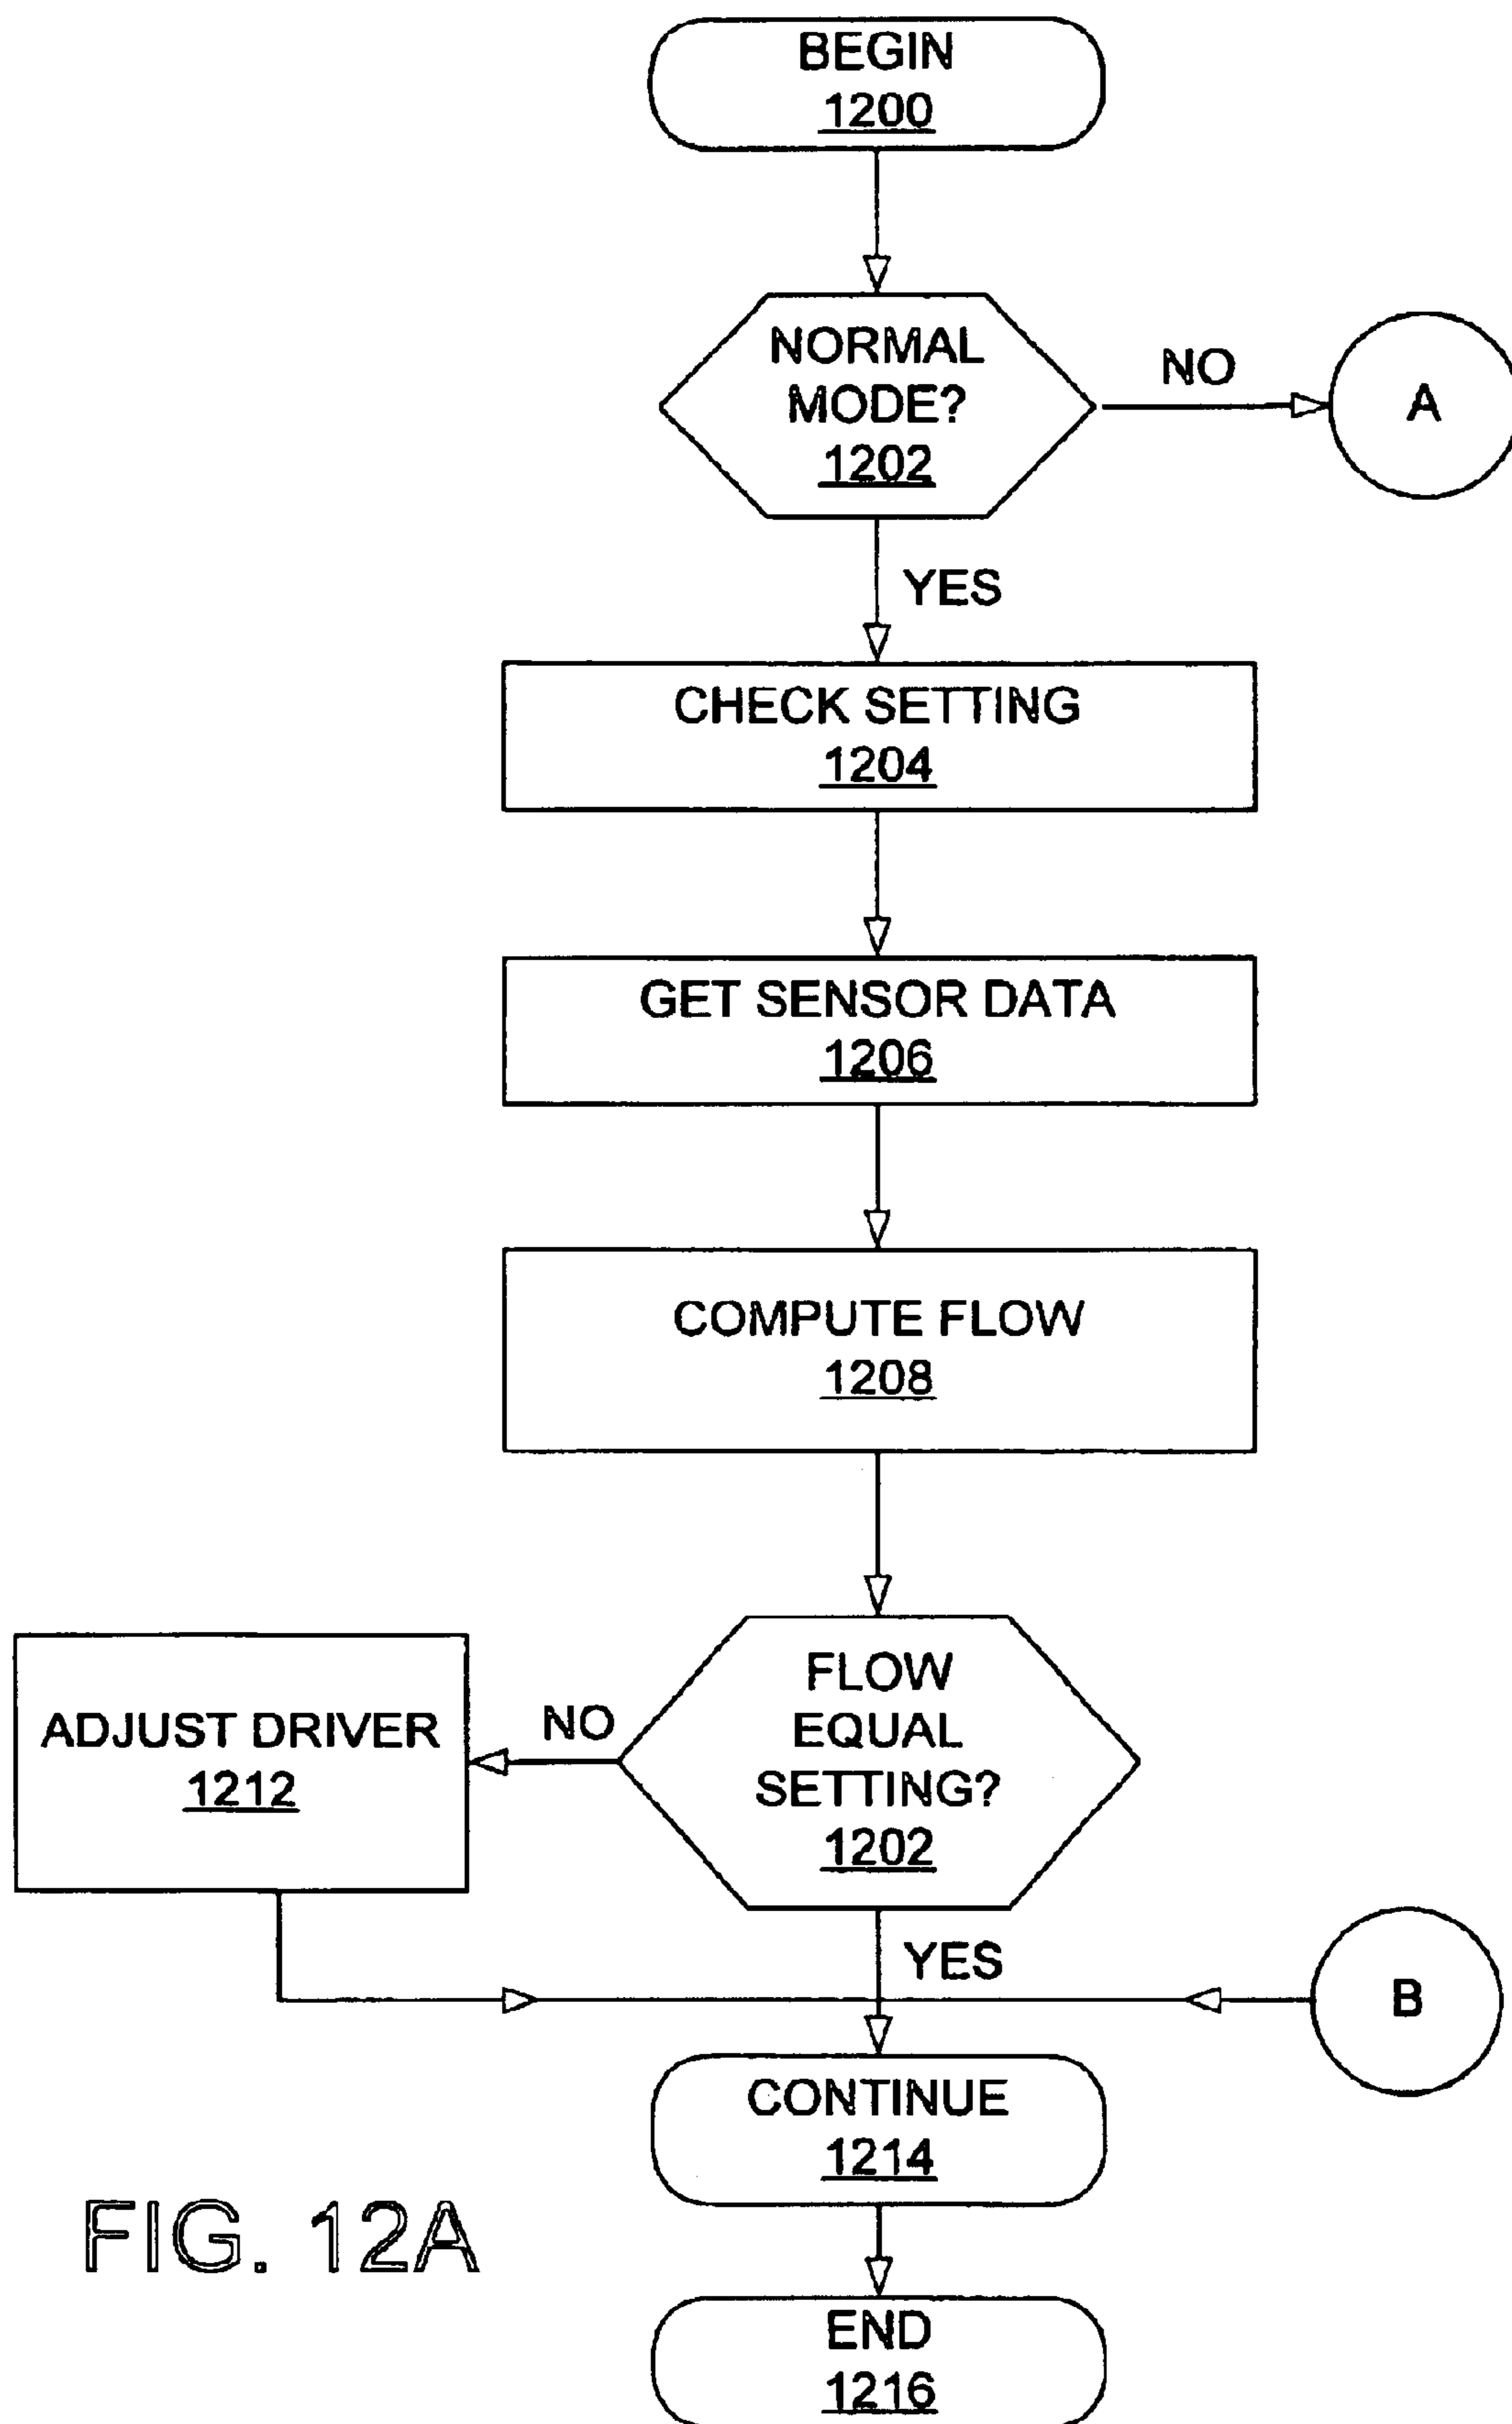 BEGIN
1200
NORMAL
MODE?
1202
NO
A
YES
CHECK SETTING
1204
GET SENSOR DATA
1206
COMPUTE FLOW
1208
FLOW
EQUAL
SETTING?
1202
NO
ADJUST DRIVER
1212
YES
B
CONTINUE
1214
FIG. 12A
END
1216